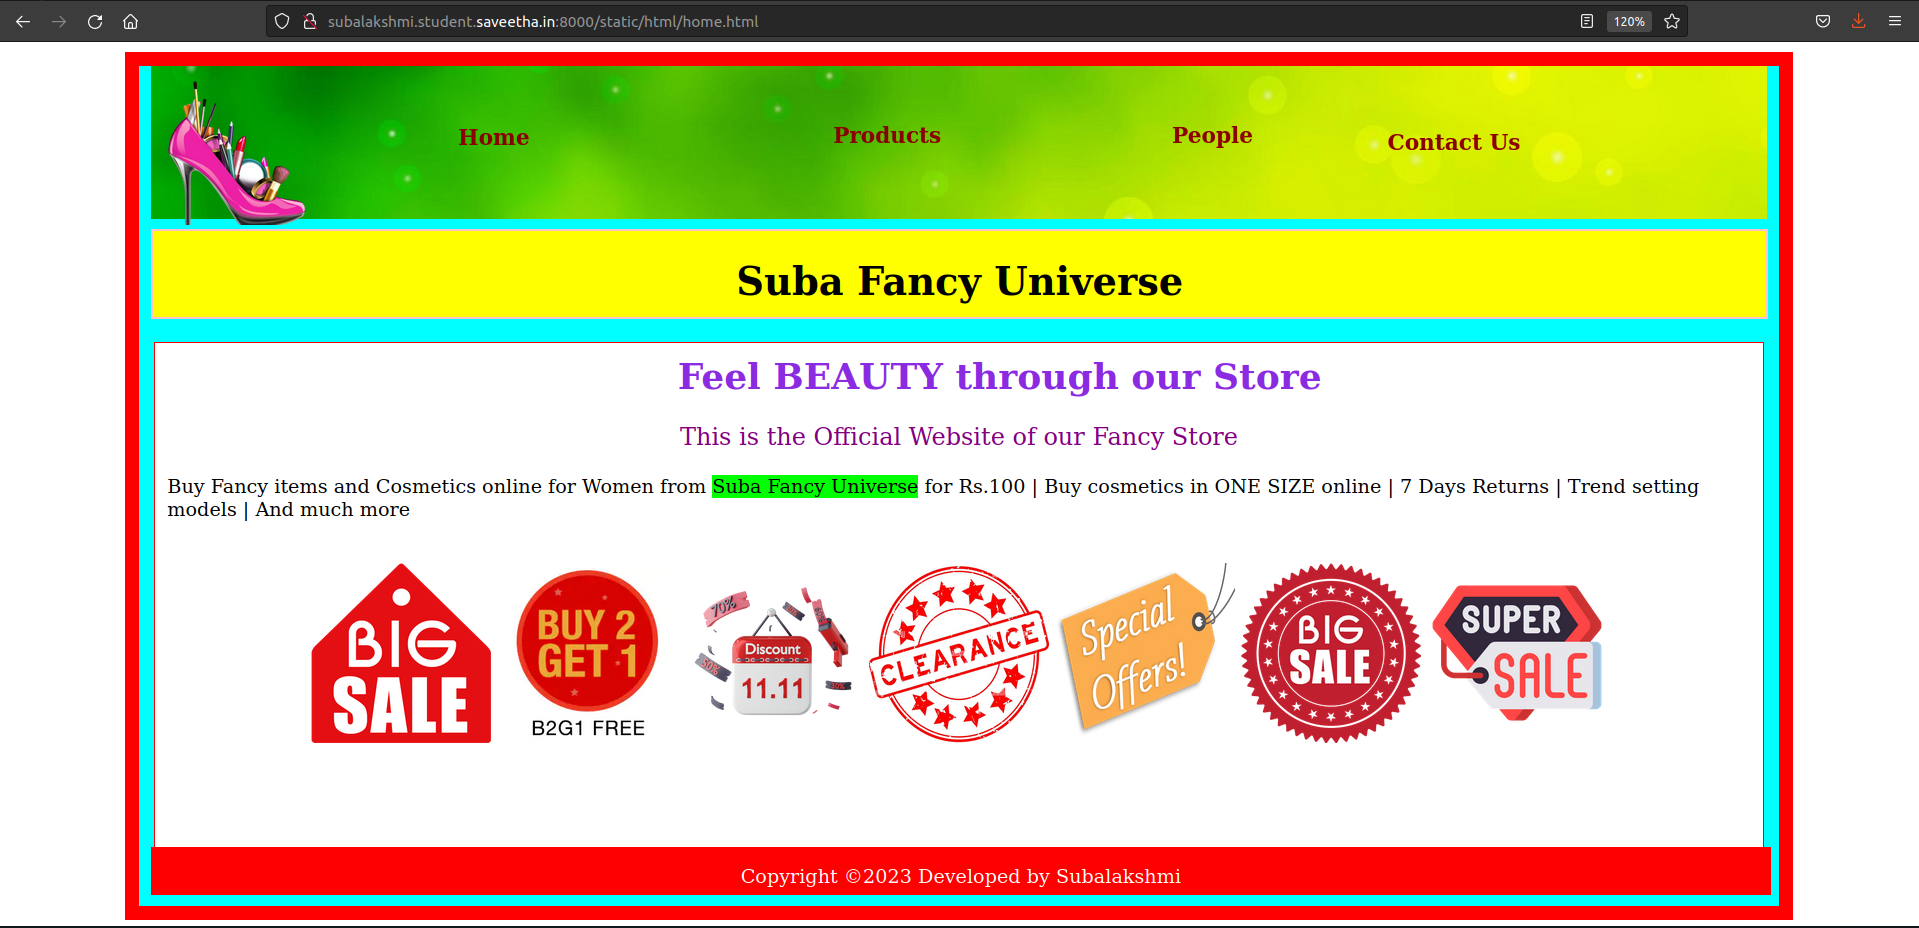 subalakshmi.student.saveetha.in:8000/static/html/home.html
120%
Home
Products
People
Contact Us
Suba Fancy Universe
Feel BEAUTY through our Store
This is the Official Website of our Fancy Store
Buy Fancy items and Cosmetics online for Women from Suba Fancy Universe for Rs.100 | Buy cosmetics in ONE SIZE online | 7 Days Returns | Trend setting
models | And much more
BIG
SALE
BUY 2
GET 1
B2G1 FREE
70%
50%
Discount
11.11
CLEARANCE
Special
Offers!
BIG
SALE
SUPER
SALE
Copyright ©2023 Developed by Subalakshmi